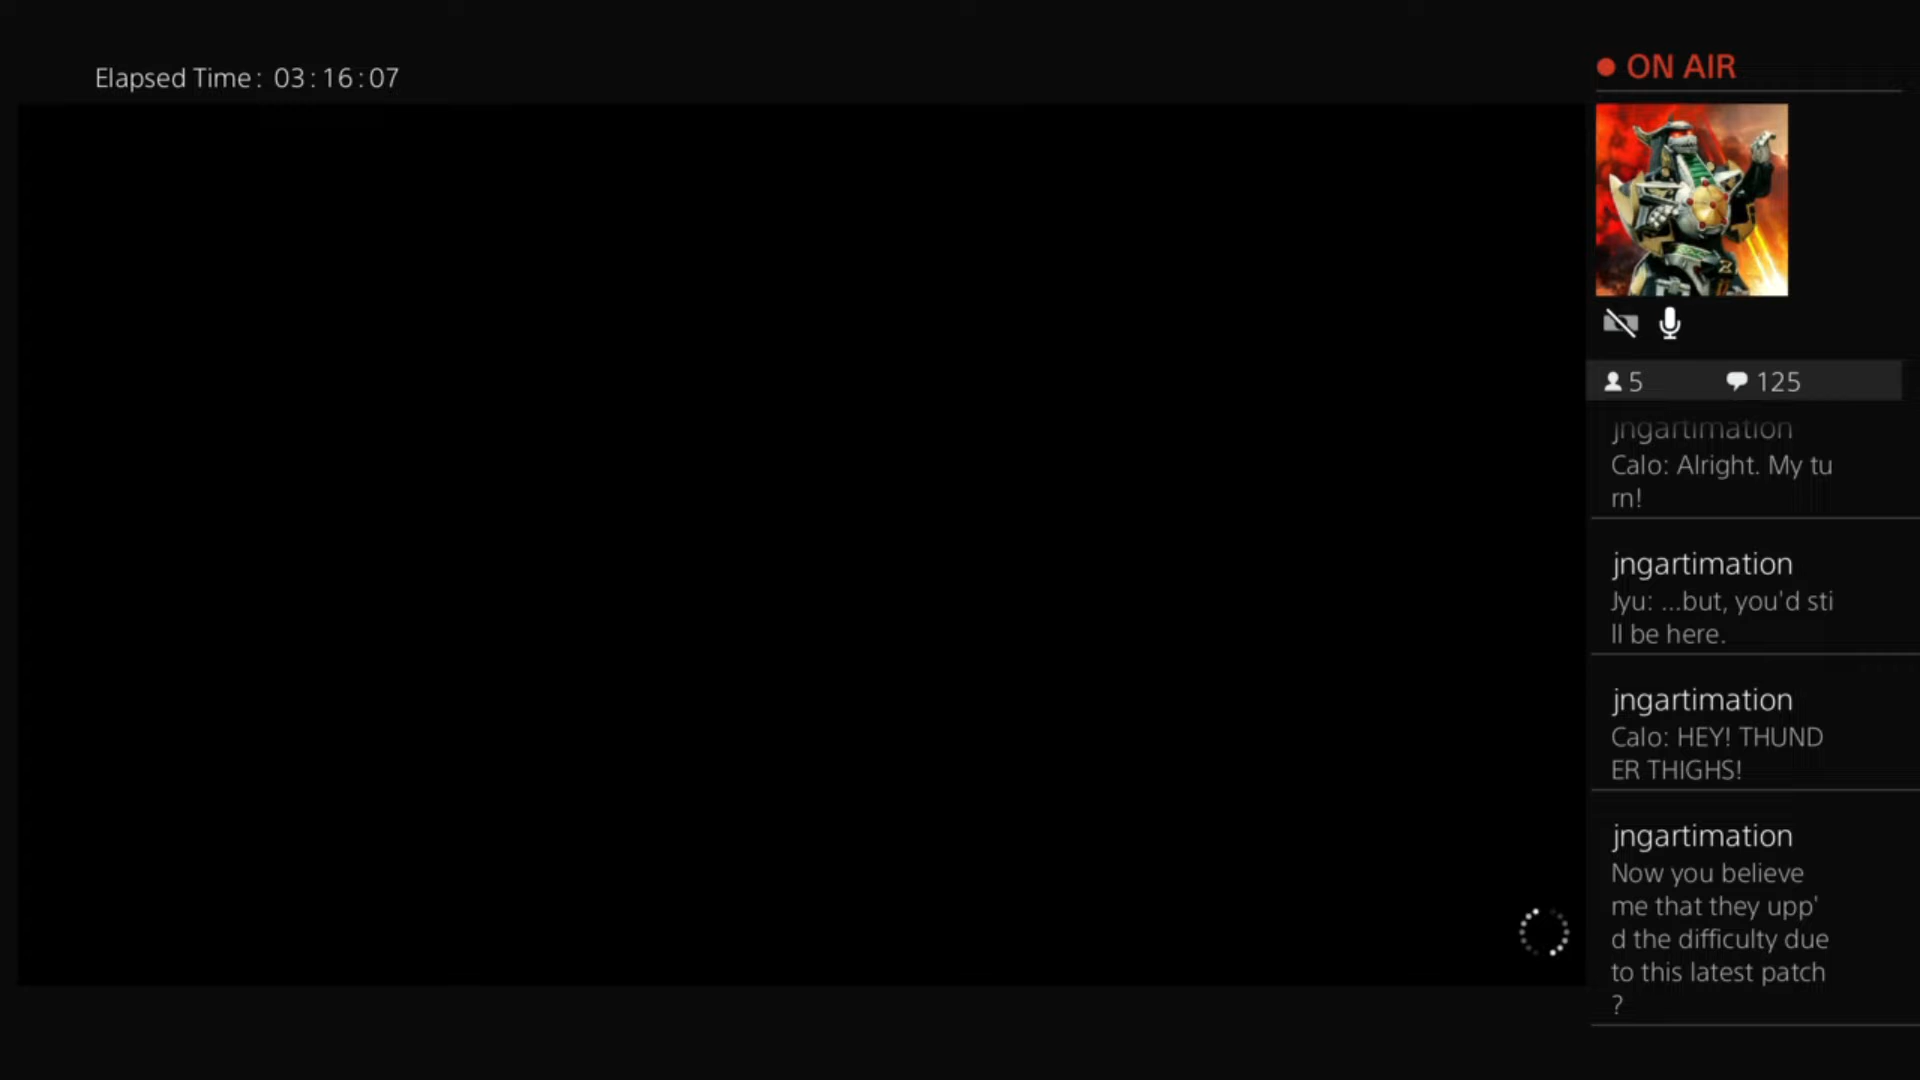 Elapsed Time: 03:16:07
ON AIR
5 125
jngartimation
Calo: Alright. My tu
rn!
jngartimation
Jyu: ...but, you'd sti
ll be here.
jngartimation
Calo: HEY! THUND
ER THIGHS!
jngartimation
Now you believe
me that they upp'
d the difficulty due
to this latest patch
?